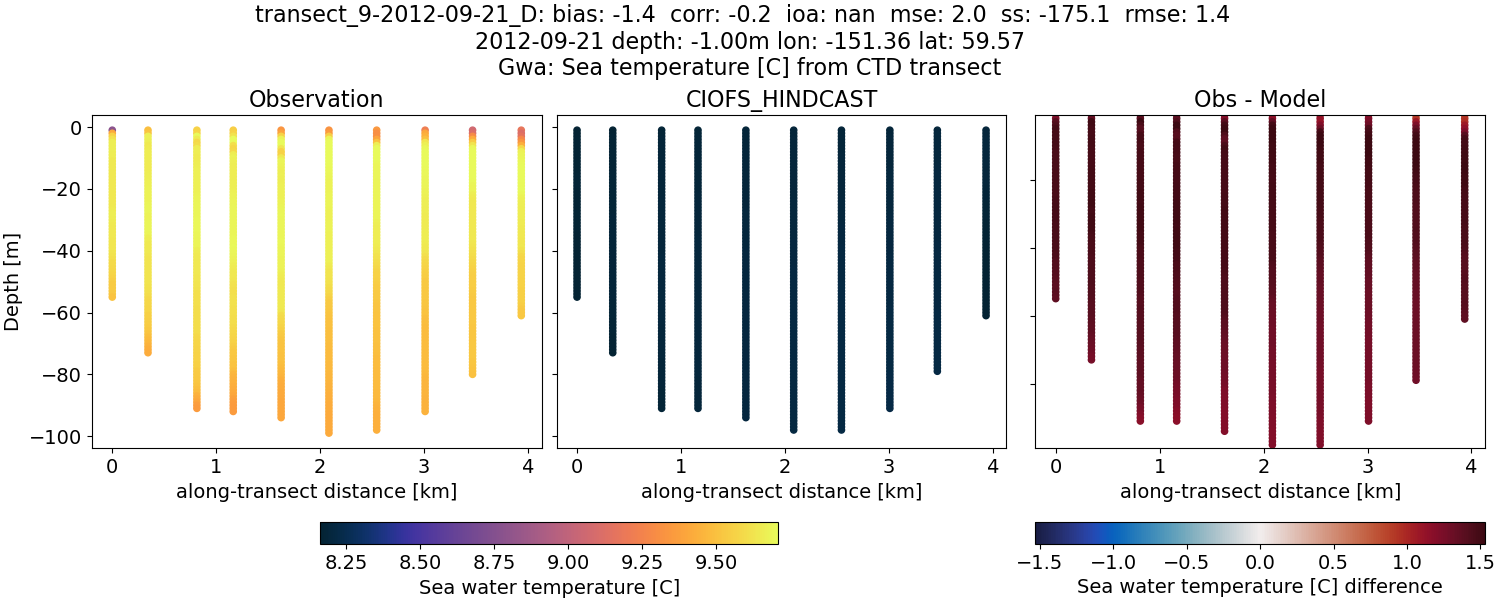 transect_9-2012-09-21_D: bias: -1.4  corr: -0.2  ioa: nan  mse: 2.0  ss: -175.1  rmse: 1.4
2012-09-21 depth: -1.00m lon: -151.36 lat: 59.57
Gwa: Sea temperature [C] from CTD transect
Observation
CIOFS_HINDCAST
Obs - Model
Depth [m]
0
−20
−40
−60
−80
−100
0 1 2 3 4
0 1 2 3 4
0 1 2 3 4
along-transect distance [km]
along-transect distance [km]
along-transect distance [km]
8.25 8.50 8.75 9.00 9.25 9.50
Sea water temperature [C]
−1.5 −1.0 −0.5 0.0 0.5 1.0 1.5
Sea water temperature [C] difference